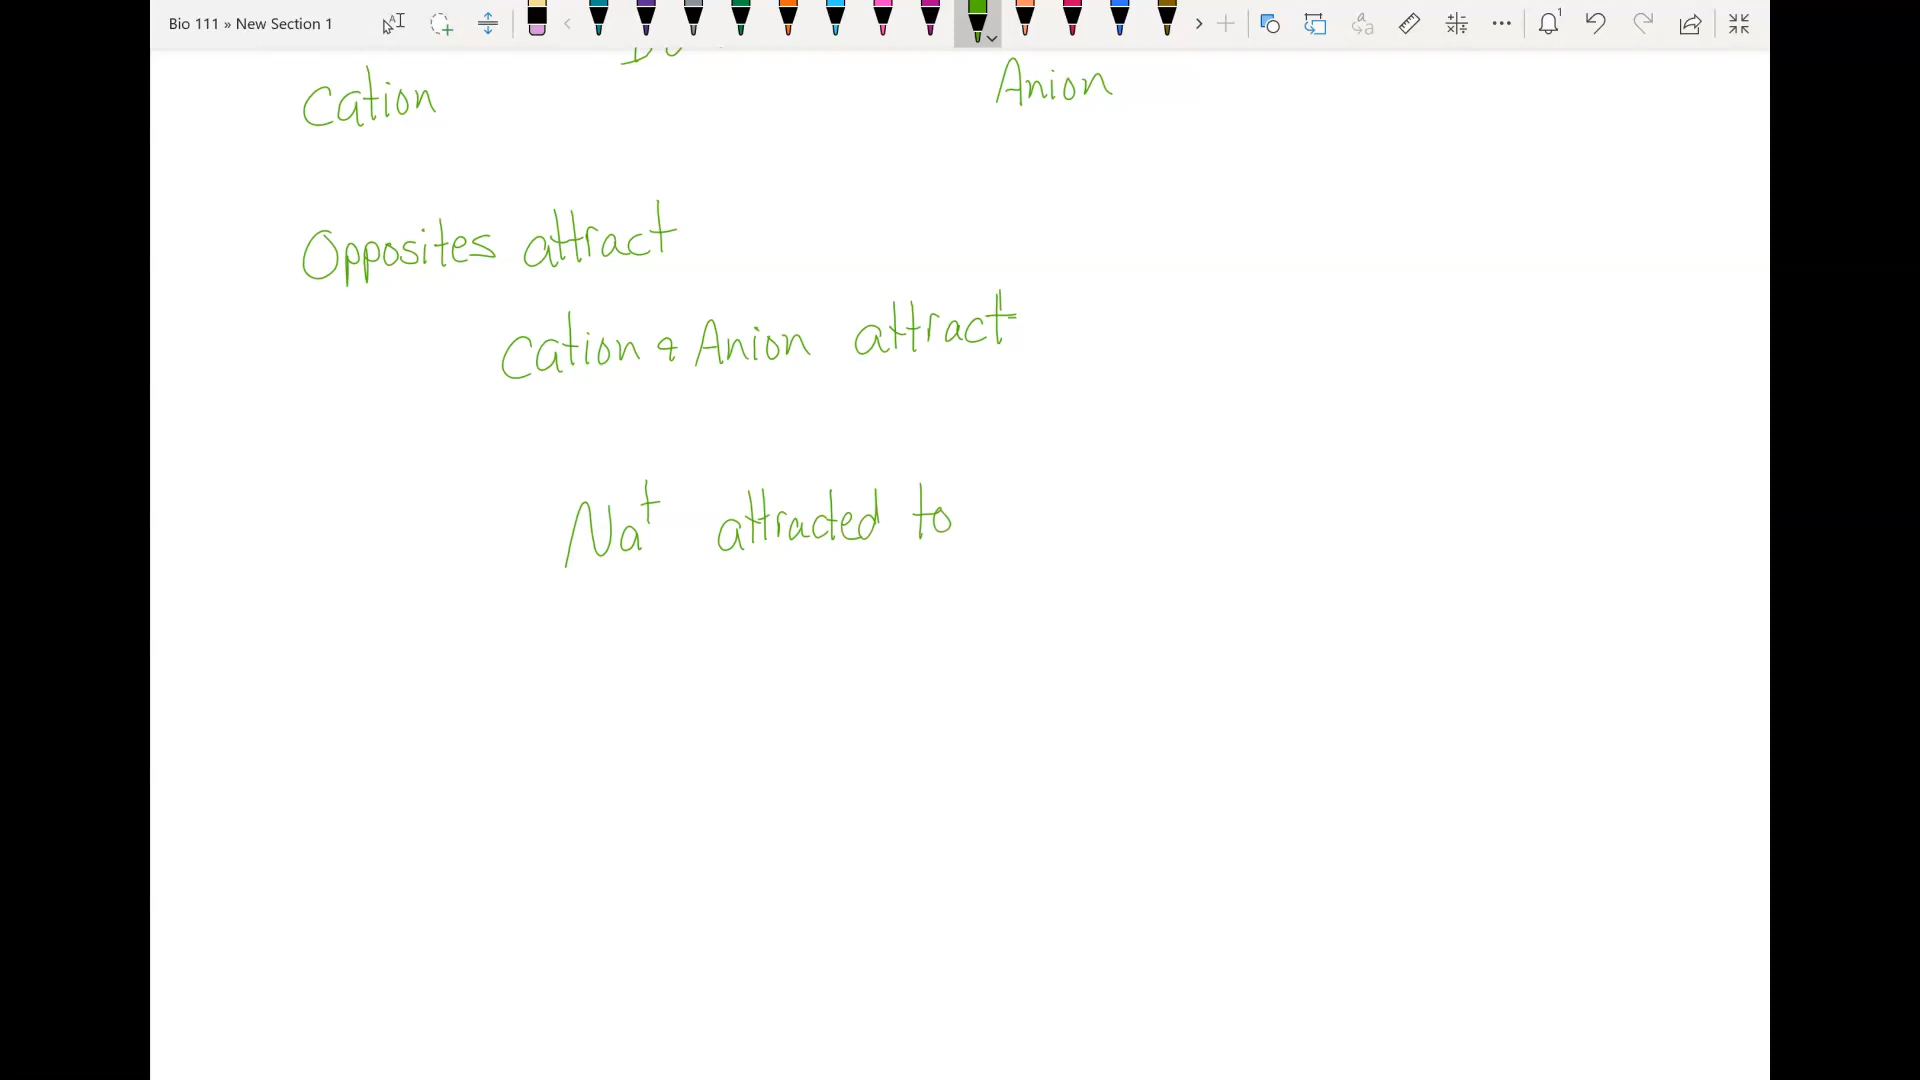 Bio 111 » New Section 1
Cation Anion
Opposites attract
Cation & Anion attract
Na⁺ attracted to